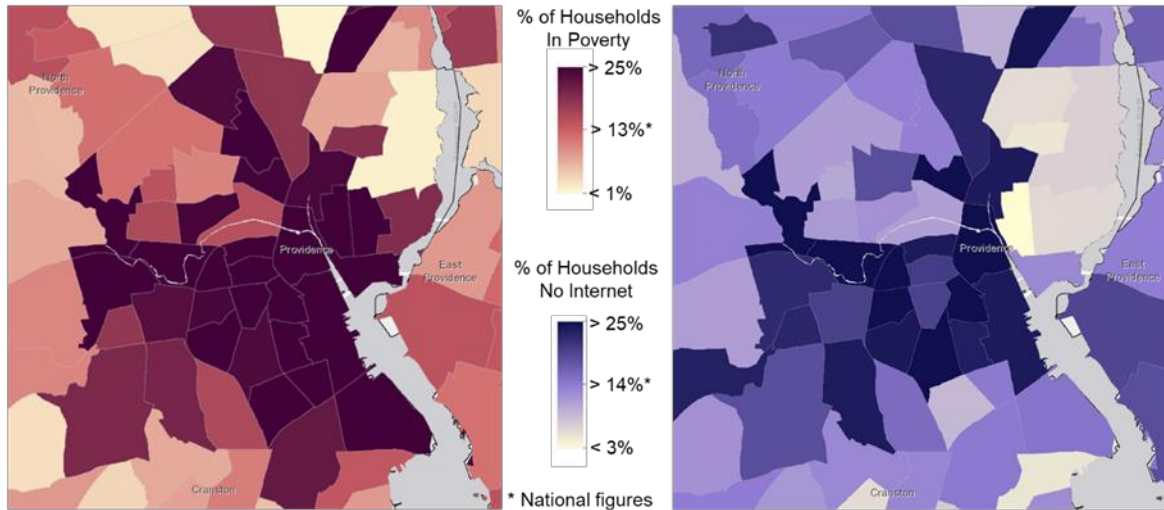 North
Providence
Providence
East
Providence
Cranston
% of Households
In Poverty
> 25%
> 13%*
< 1%
% of Households
No Internet
> 25%
> 14%*
< 3%
* National figures
North
Providence
Providence
East
Providence
Cranston